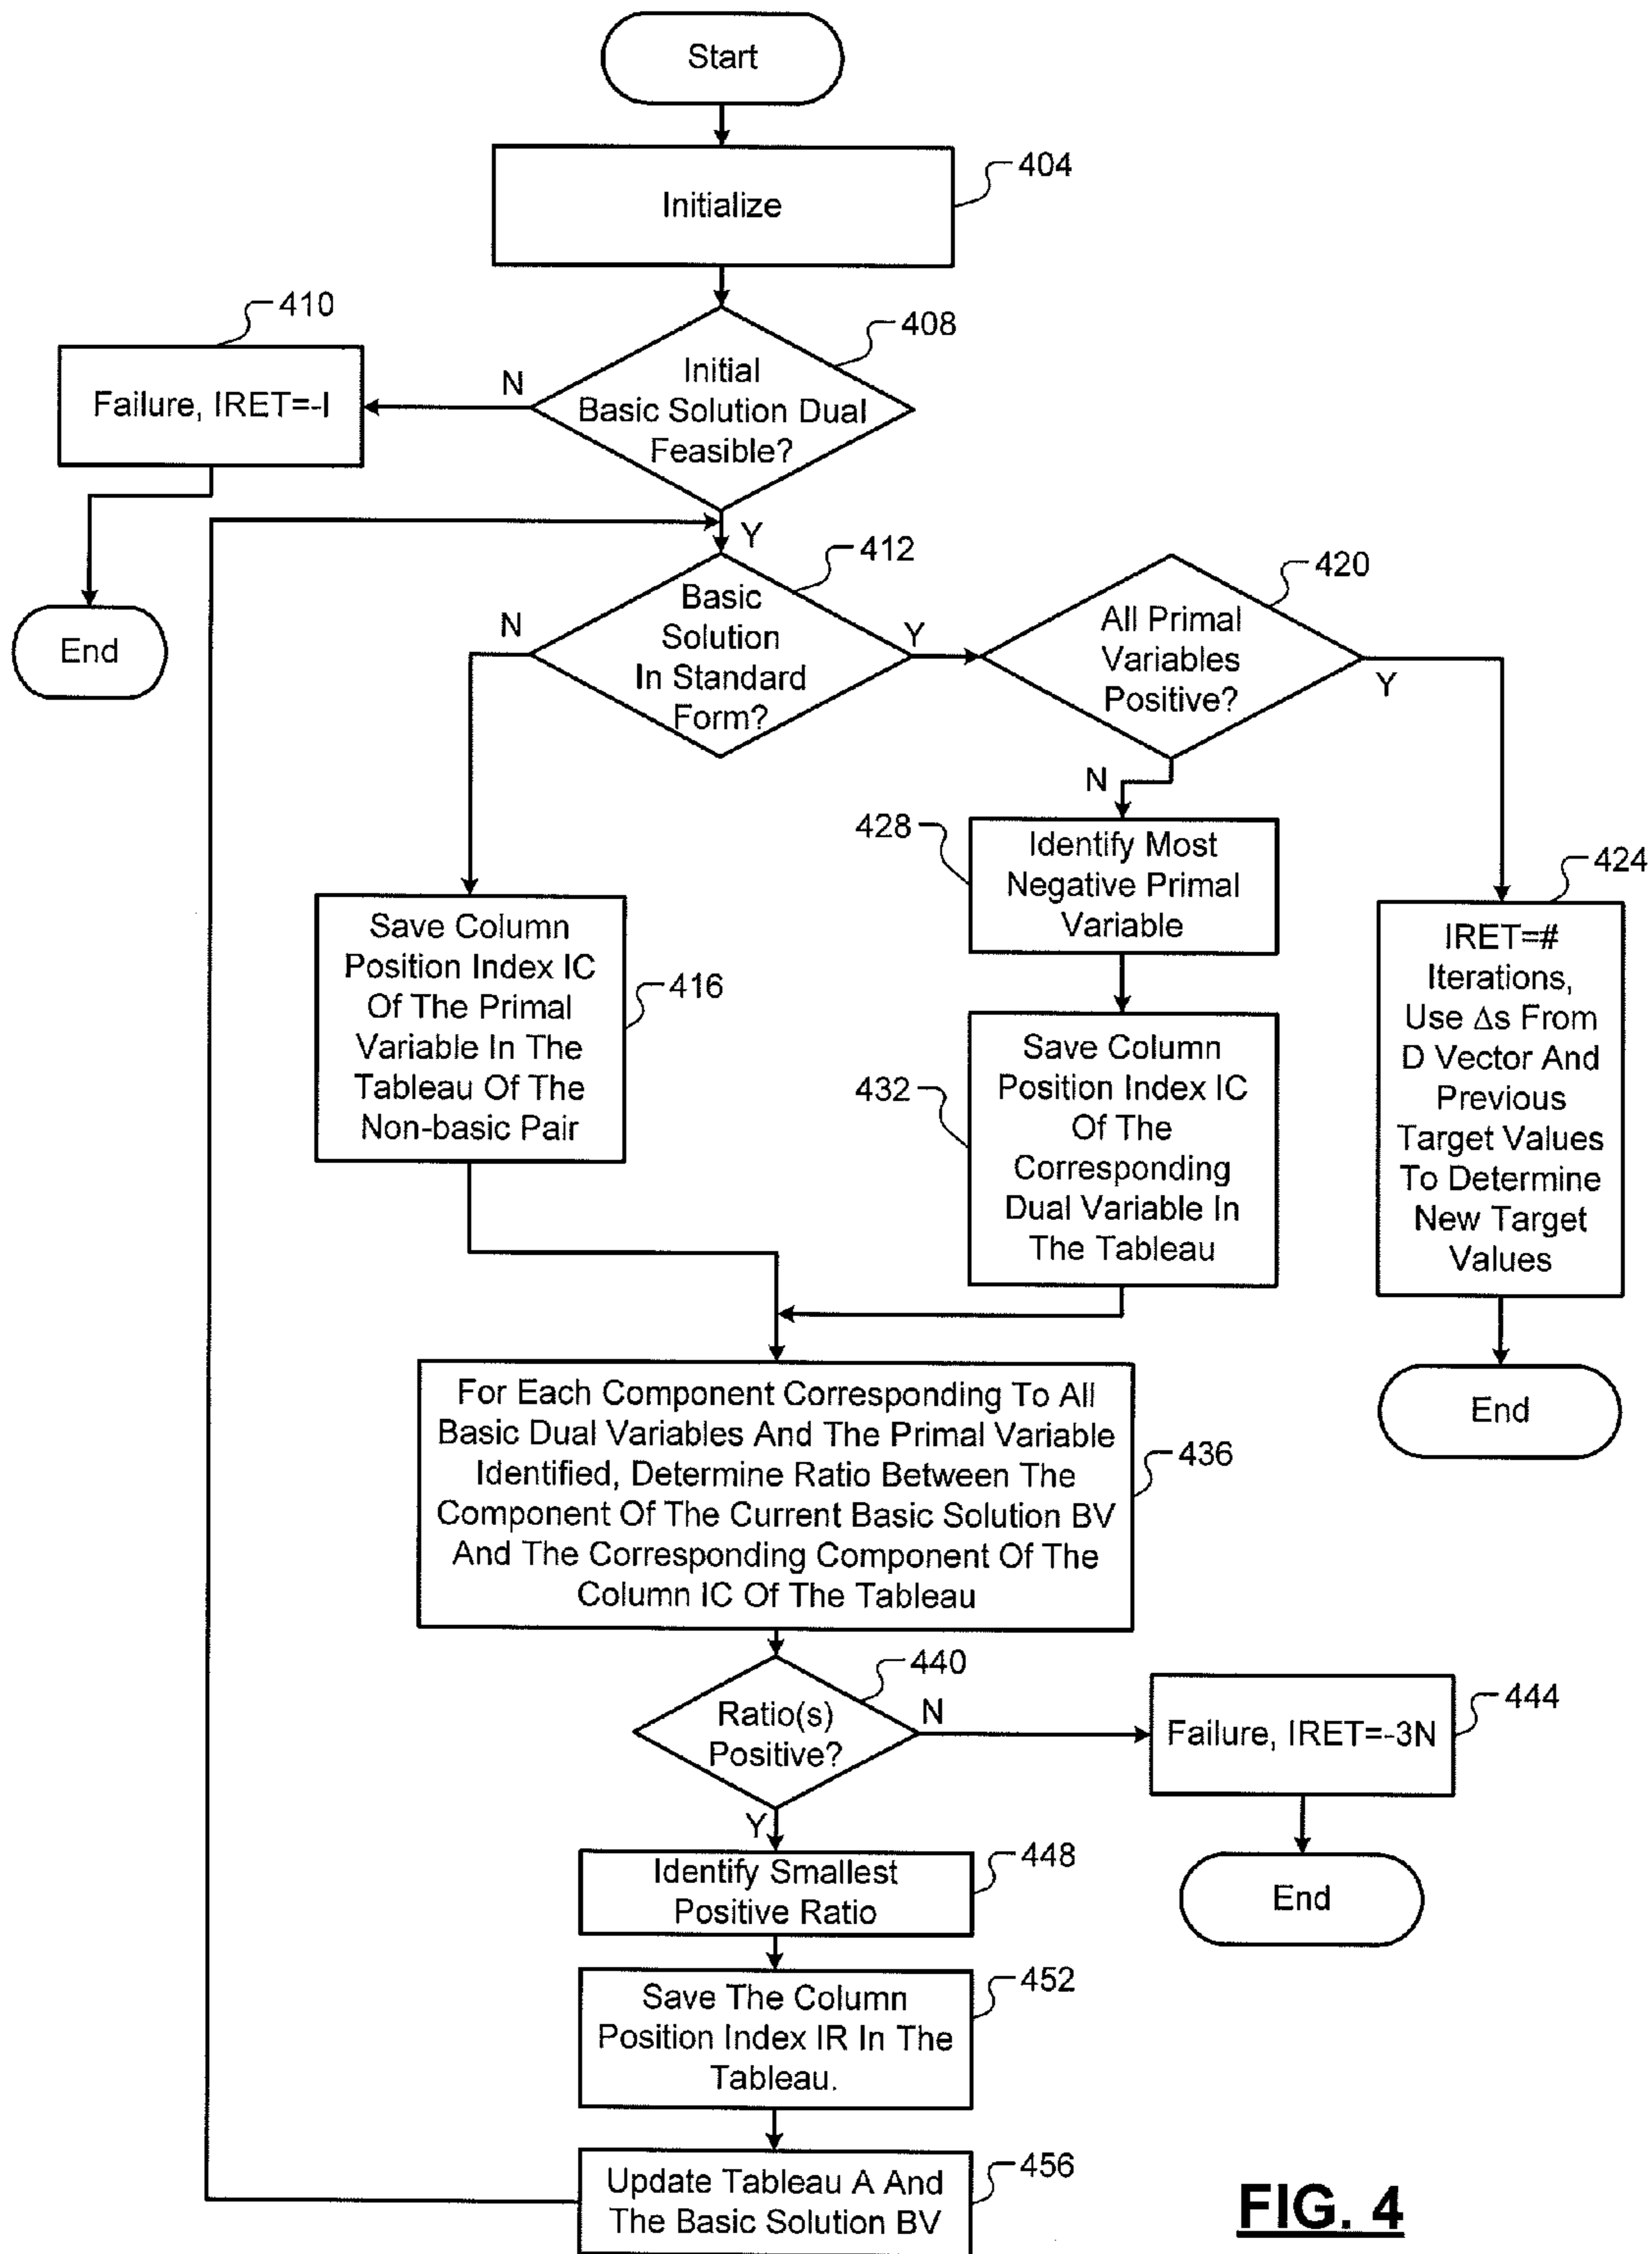 Start
404
Initialize
410
408
Failure, IRET=-I
N
Initial
Basic Solution Dual
Feasible?
Y
End
412
420
N
Basic
Solution
In Standard
Form?
Y
All Primal
Variables
Positive?
Y
N
428
Identify Most
Negative Primal
Variable
424
IRET=#
Iterations,
Use Δs From
D Vector And
Previous
Target Values
To Determine
New Target
Values
Save Column
Position Index IC
Of The Primal
Variable In The
Tableau Of The
Non-basic Pair
416
432
Save Column
Position Index IC
Of The
Corresponding
Dual Variable In
The Tableau
End
For Each Component Corresponding To All
Basic Dual Variables And The Primal Variable
Identified, Determine Ratio Between The
Component Of The Current Basic Solution BV
And The Corresponding Component Of The
Column IC Of The Tableau
436
440
Ratio(s)
Positive?
N
444
Failure, IRET=-3N
Y
End
448
Identify Smallest
Positive Ratio
452
Save The Column
Position Index IR In The
Tableau.
456
Update Tableau A And
The Basic Solution BV
FIG. 4